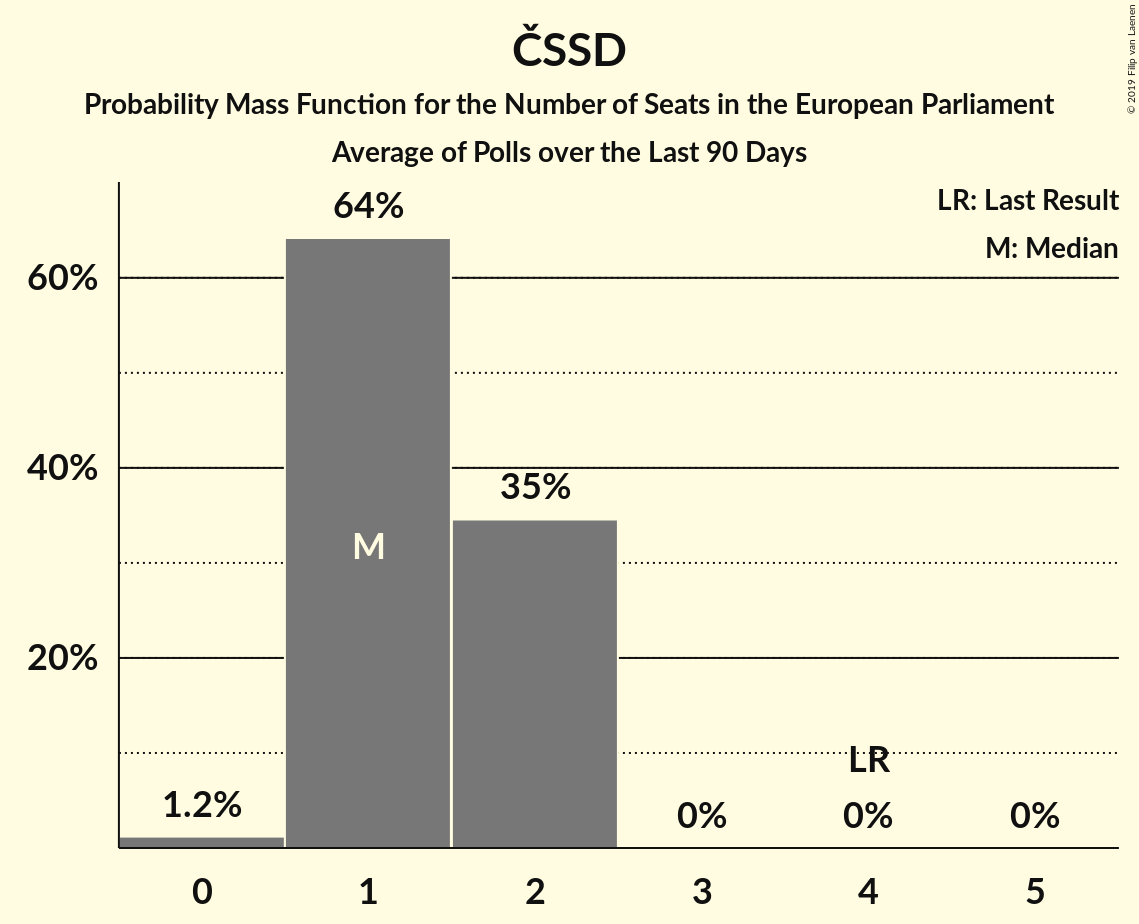 ČSSD
Probability Mass Function for the Number of Seats in the European Parliament
Average of Polls over the Last 90 Days
© 2019 Filip van Laenen
LR: Last Result
M: Median
64%
60%
40%
35%
M
20%
LR
1.2%
0%
0%
0%
0
1
2
3
4
5